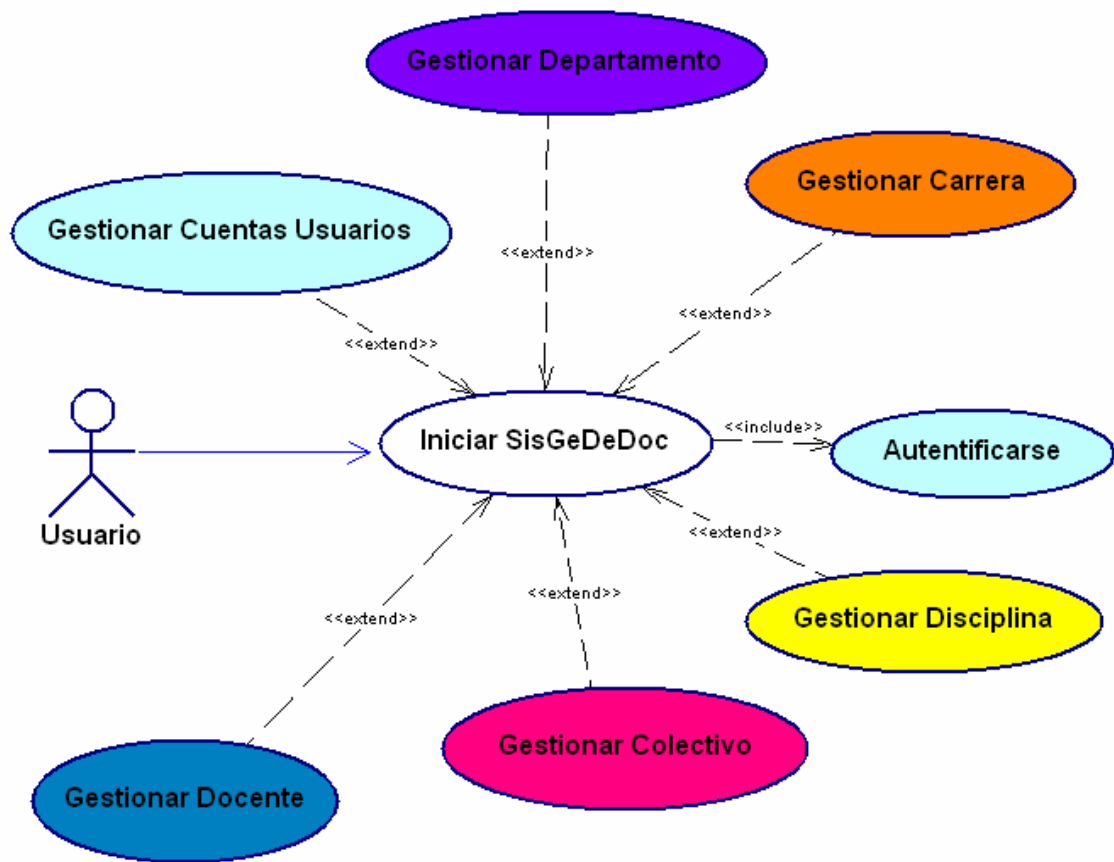 Gestionar Departamento
Gestionar Carrera
Gestionar Cuentas Usuarios
<<extend>>
<<extend>>
<<extend>>
Iniciar SisGeDeDoc
<<include>>
Autentificarse
Usuario
<<extend>>
<<extend>>
<<extend>>
Gestionar Disciplina
Gestionar Colectivo
Gestionar Docente